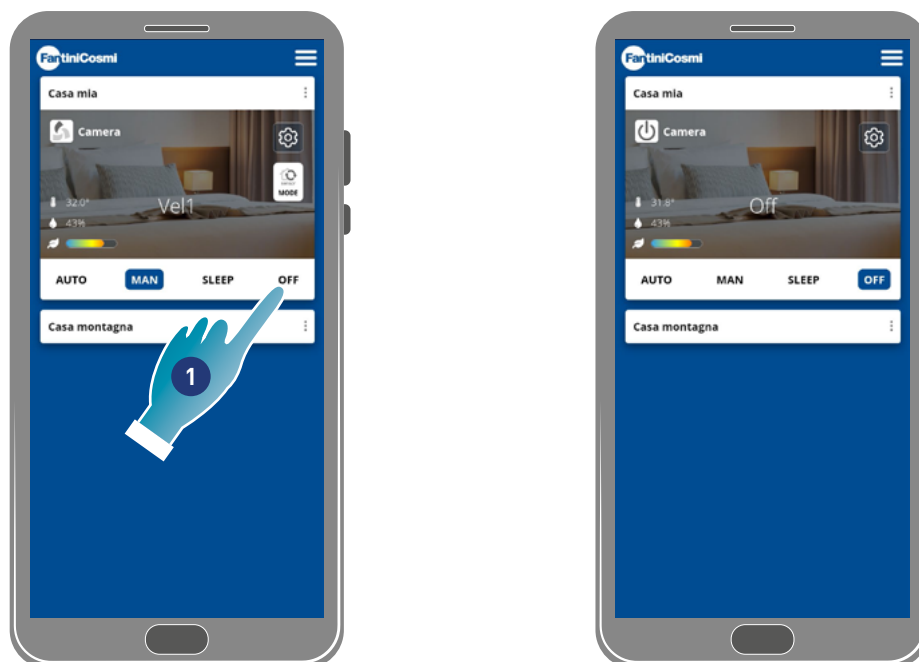 FantiniCosmi
Casa mia
Camera
MODE
32.0°
Vel1
43%
AUTO MAN SLEEP OFF
Casa montagna
1
FantiniCosmi
Casa mia
Camera
31.8°
Off
43%
AUTO MAN SLEEP OFF
Casa montagna